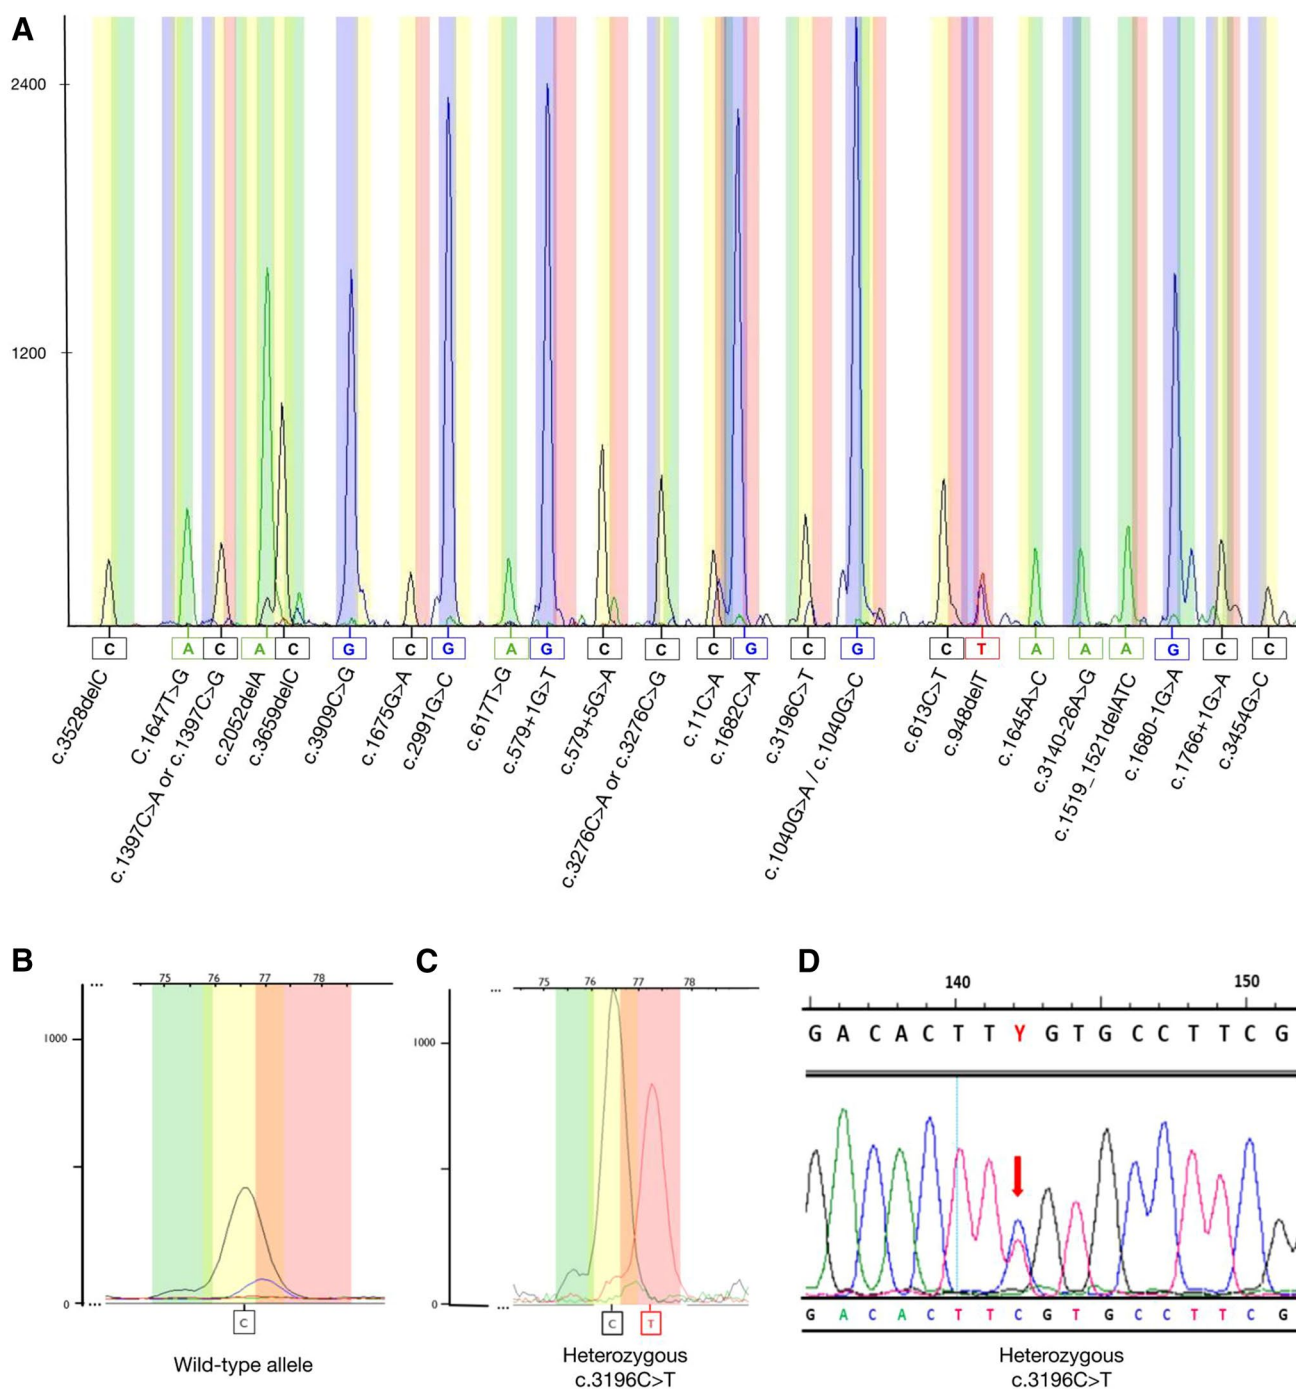 A
2400
1200
C A C A C G C G A G C C C G C G C T A A A G C C
c.3528delC
C.1647T>G
c.1397C>A or c.1397C>G
c.2052delA
c.3659delC
c.3909C>G
c.1675G>A
c.2991G>C
c.617T>G
c.579+1G>T
c.579+5G>A
c.3276C>A or c.3276C>G
c.11C>A
c.1682C>A
c.3196C>T
c.1040G>A / c.1040G>C
c.613C>T
c.948delT
c.1645A>C
c.3140-26A>G
c.1519_1521delATC
c.1680-1G>A
c.1766+1G>A
c.3454G>C
B
... 75 76 77 78
1000
0 ...
C
Wild-type allele
C
... 75 76 77 78
1000
0 ...
C T
Heterozygous
c.3196C>T
D
140 150
G A C A C T T Y G T G C C T T C G
G A C A C T T C G T G C C T T C G
Heterozygous
c.3196C>T